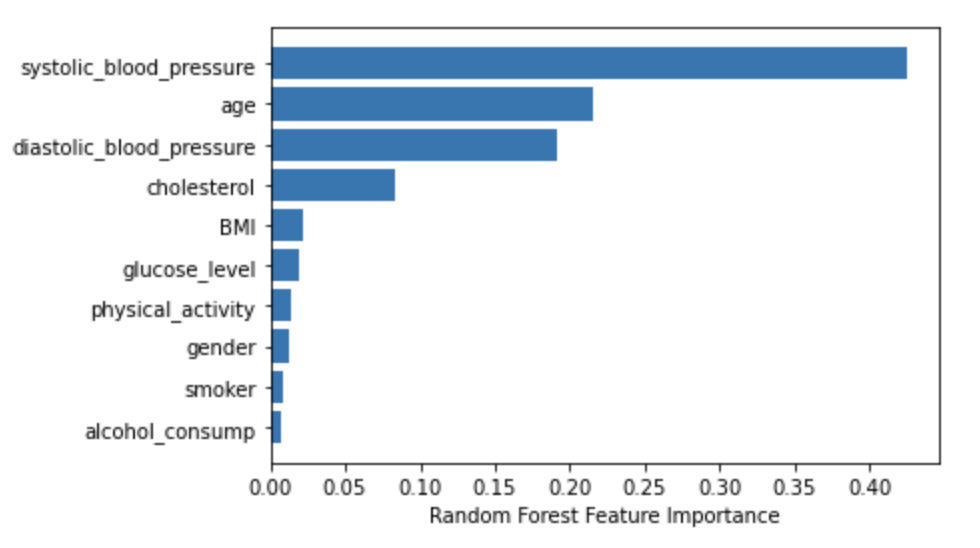 systolic_blood_pressure
age
diastolic_blood_pressure
cholesterol
BMI
glucose_level
physical_activity
gender
smoker
alcohol_consump
0.00 0.05 0.10 0.15 0.20 0.25 0.30 0.35 0.40
Random Forest Feature Importance